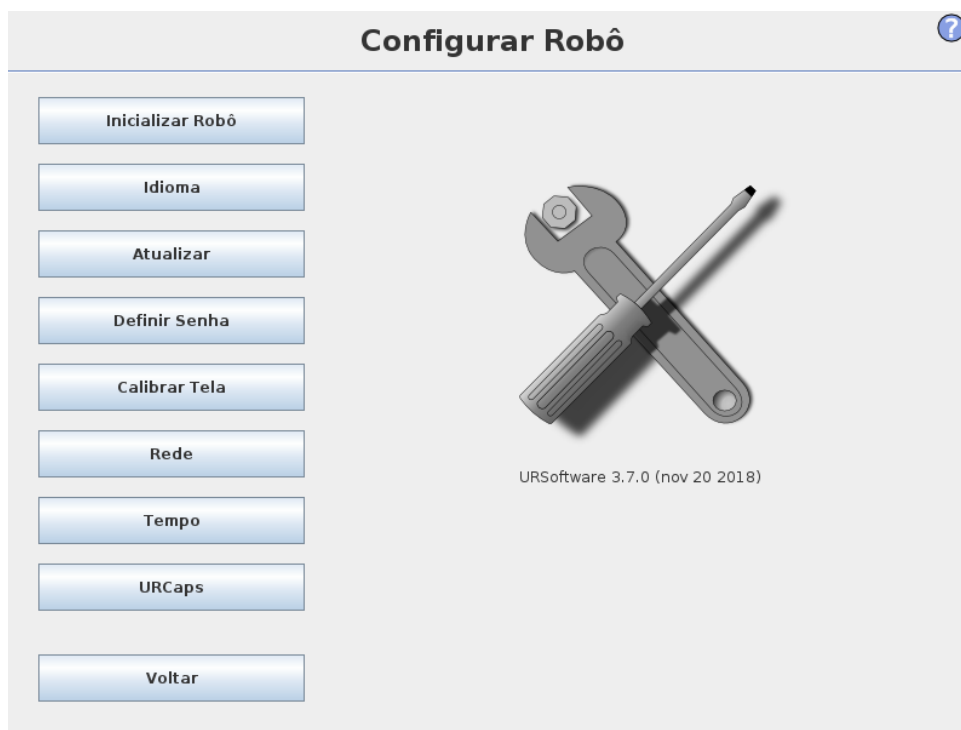 Configurar Robô
?
Inicializar Robô
Idioma
Atualizar
Definir Senha
Calibrar Tela
Rede
Tempo
URCaps
Voltar
URSoftware 3.7.0 (nov 20 2018)